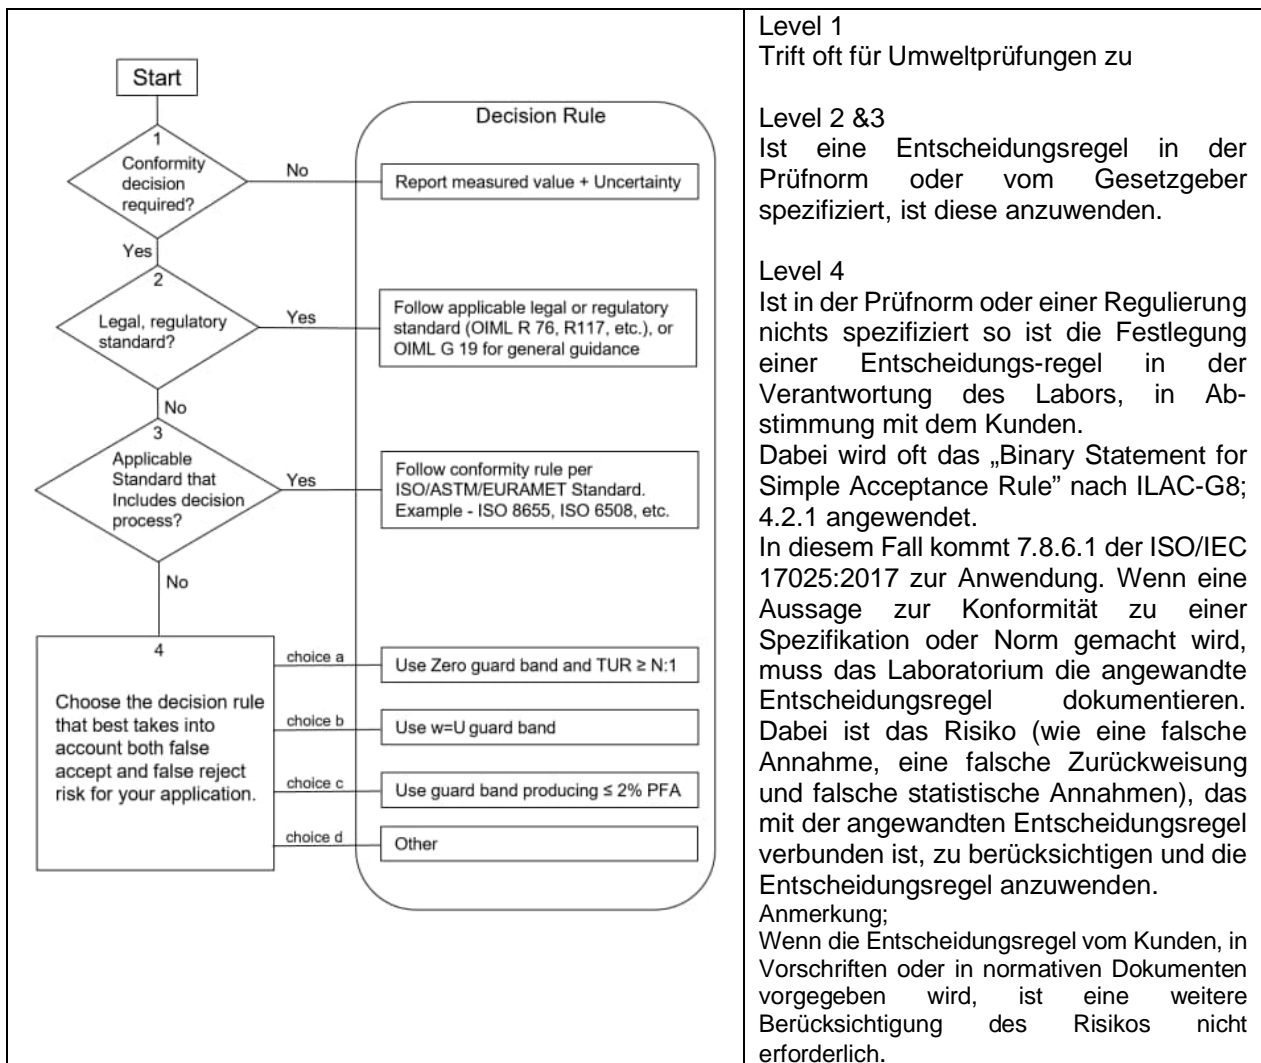 Start
Decision Rule
1
Conformity
decision
required?
No
Report measured value + Uncertainty
Yes
2
Legal, regulatory
standard?
Yes
Follow applicable legal or regulatory
standard (OIML R 76, R117, etc.), or
OIML G 19 for general guidance
No
3
Applicable
Standard that
Includes decision
process?
Yes
Follow conformity rule per
ISO/ASTM/EURAMET Standard.
Example - ISO 8655, ISO 6508, etc.
No
4
Choose the decision rule
that best takes into
account both false
accept and false reject
risk for your application.
choice a
Use Zero guard band and TUR ≥ N:1
choice b
Use w=U guard band
choice c
Use guard band producing ≤ 2% PFA
choice d
Other
Level 1
Trift oft für Umweltprüfungen zu
Level 2 &3
Ist eine Entscheidungsregel in der
Prüfnorm oder vom Gesetzgeber
spezifiziert, ist diese anzuwenden.
Level 4
Ist in der Prüfnorm oder einer Regulierung
nichts spezifiziert so ist die Festlegung
einer Entscheidungs-regel in der
Verantwortung des Labors, in Ab-
stimmung mit dem Kunden.
Dabei wird oft das „Binary Statement for
Simple Acceptance Rule” nach ILAC-G8;
4.2.1 angewendet.
In diesem Fall kommt 7.8.6.1 der ISO/IEC
17025:2017 zur Anwendung. Wenn eine
Aussage zur Konformität zu einer
Spezifikation oder Norm gemacht wird,
muss das Laboratorium die angewandte
Entscheidungsregel dokumentieren.
Dabei ist das Risiko (wie eine falsche
Annahme, eine falsche Zurückweisung
und falsche statistische Annahmen), das
mit der angewandten Entscheidungsregel
verbunden ist, zu berücksichtigen und die
Entscheidungsregel anzuwenden.
Anmerkung;
Wenn die Entscheidungsregel vom Kunden, in
Vorschriften oder in normativen Dokumenten
vorgegeben wird, ist eine weitere
Berücksichtigung des Risikos nicht
erforderlich.